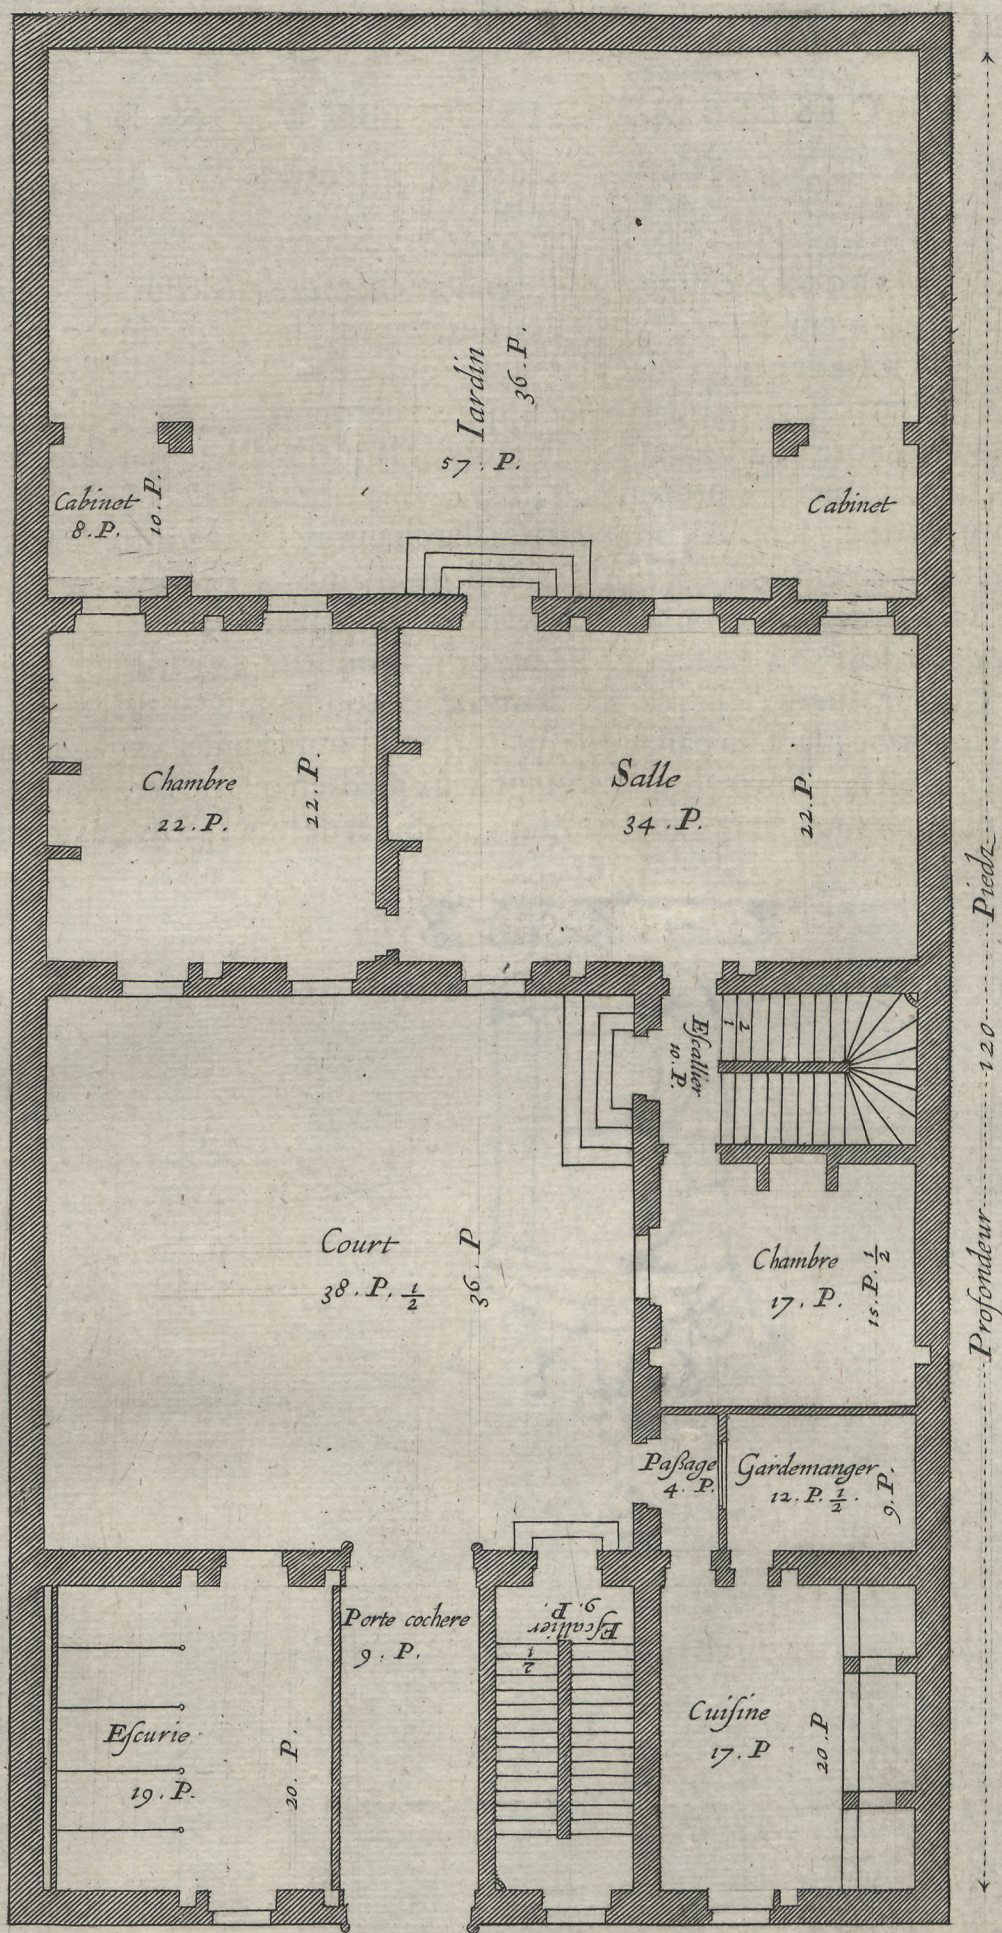 Iardin
36. P.
57. P.
Cabinet
8. P.
10. P.
Cabinet
Chambre
22. P.
22. P.
Salle
34. P.
22. P.
Eſcallier
10. P.
1
2
Court
38. P. 1/2
36. P
Chambre
17. P.
15. P. 1/2
Paſsage
4. P.
Gardemanger
12. P. 1/2.
9. P.
Porte cochere
9. P.
Eſcallier
9. P.
1
2
Eſcurie
19. P.
20. P.
Cuiſine
17. P
20. P
Profondeur 120 Piedz